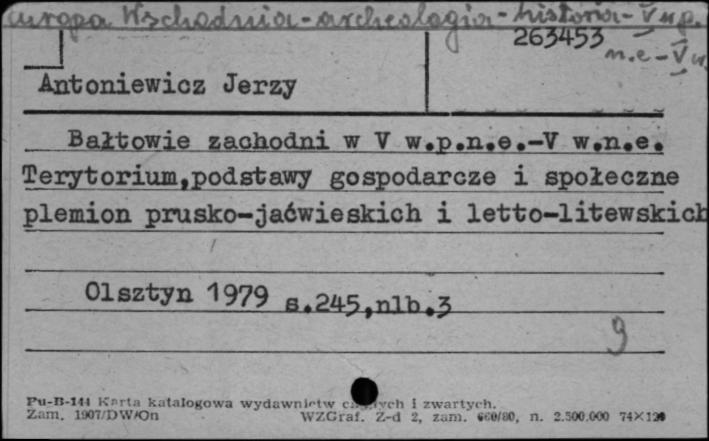 Europa Wschodnia - archeologia - historia - V w p.
n.e - V w.
263453
Antoniewicz Jerzy
Bałtowie zachodni w V w.p.n.e.-V w.n.e.
Terytorium,podstawy gospodarcze i społeczne
plemion prusko-jaćwieskich i letto-litewskich
Olsztyn 1979 s.245,nlb.3
9
Pu-B-144 Karta katalogowa wydawnictw ciągłych i zwartych.
Zam. 1907/DW/On WZGraf. Z-d 2, zam. 660/80, n. 2.500.000 74×120